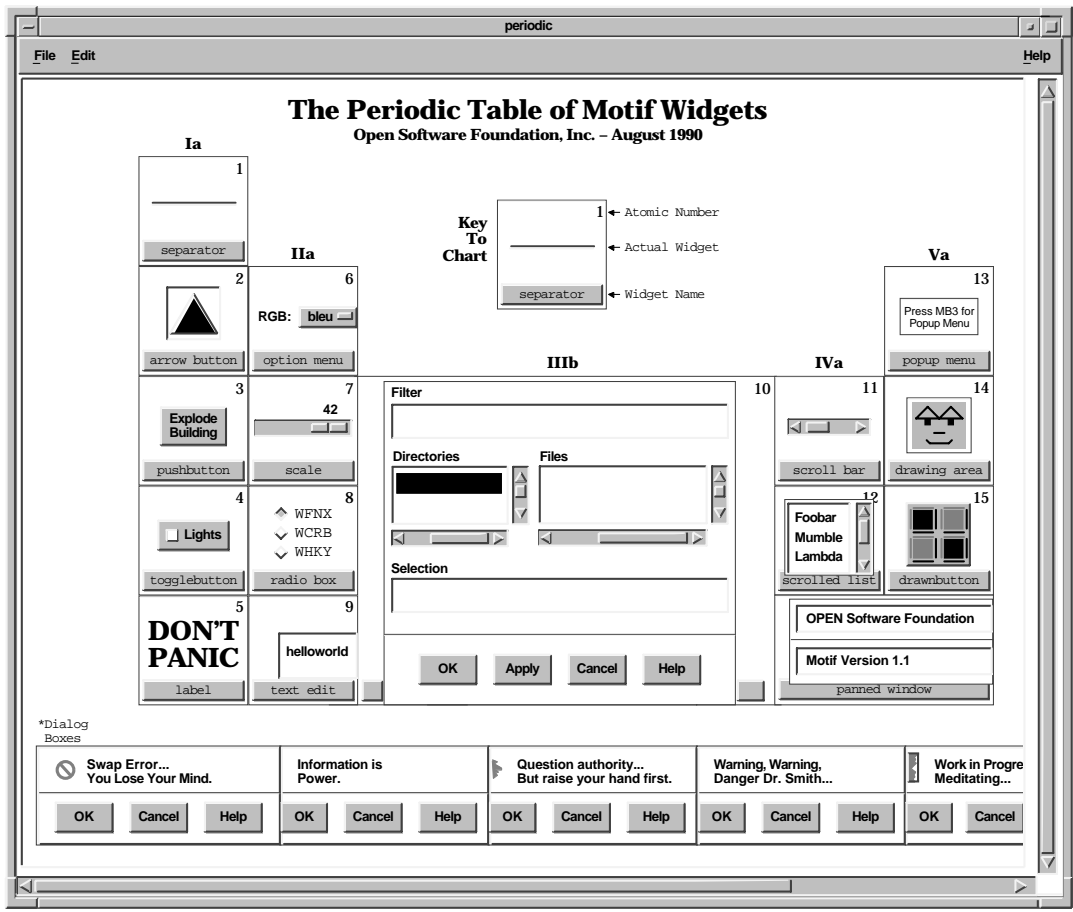 periodic
File Edit Help
The Periodic Table of Motif Widgets
Open Software Foundation, Inc. – August 1990
Ia
1
separator
Key
To
Chart
1
separator
Atomic Number
Actual Widget
Widget Name
IIa
Va
2
arrow button
6
RGB: bleu
option menu
13
Press MB3 for
Popup Menu
popup menu
IIIb
IVa
3
Explode
Building
pushbutton
7
42
scale
10
Filter
Directories Files
Selection
OK Apply Cancel Help
11
scroll bar
14
drawing area
4
Lights
togglebutton
8
WFNX
WCRB
WHKY
radio box
12
Foobar
Mumble
Lambda
scrolled list
15
drawnbutton
5
DON'T
PANIC
label
9
helloworld
text edit
OPEN Software Foundation
Motif Version 1.1
panned window
*Dialog
Boxes
Swap Error...
You Lose Your Mind.
OK Cancel Help
Information is
Power.
OK Cancel Help
Question authority...
But raise your hand first.
OK Cancel Help
Warning, Warning,
Danger Dr. Smith...
OK Cancel Help
Work in Progre
Meditating...
OK Cancel